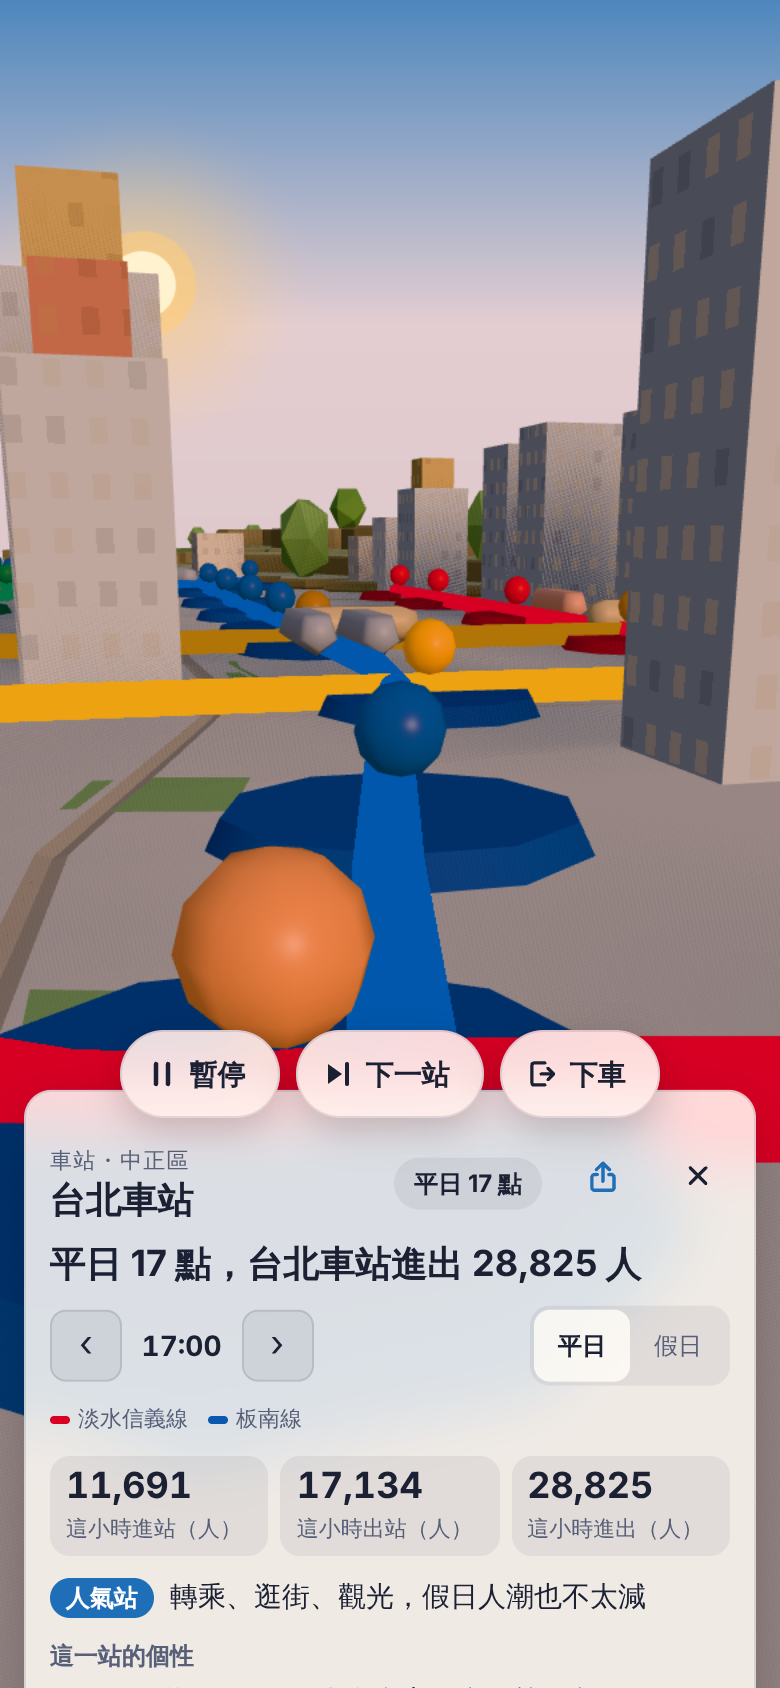 暫停
下一站
下車
車站・中正區
台北車站
平日 17 點
平日 17 點，台北車站進出 28,825 人
17:00
平日
假日
淡水信義線
板南線
11,691
這小時進站（人）
17,134
這小時出站（人）
28,825
這小時進出（人）
人氣站
轉乘、逛街、觀光，假日人潮也不太減
這一站的個性